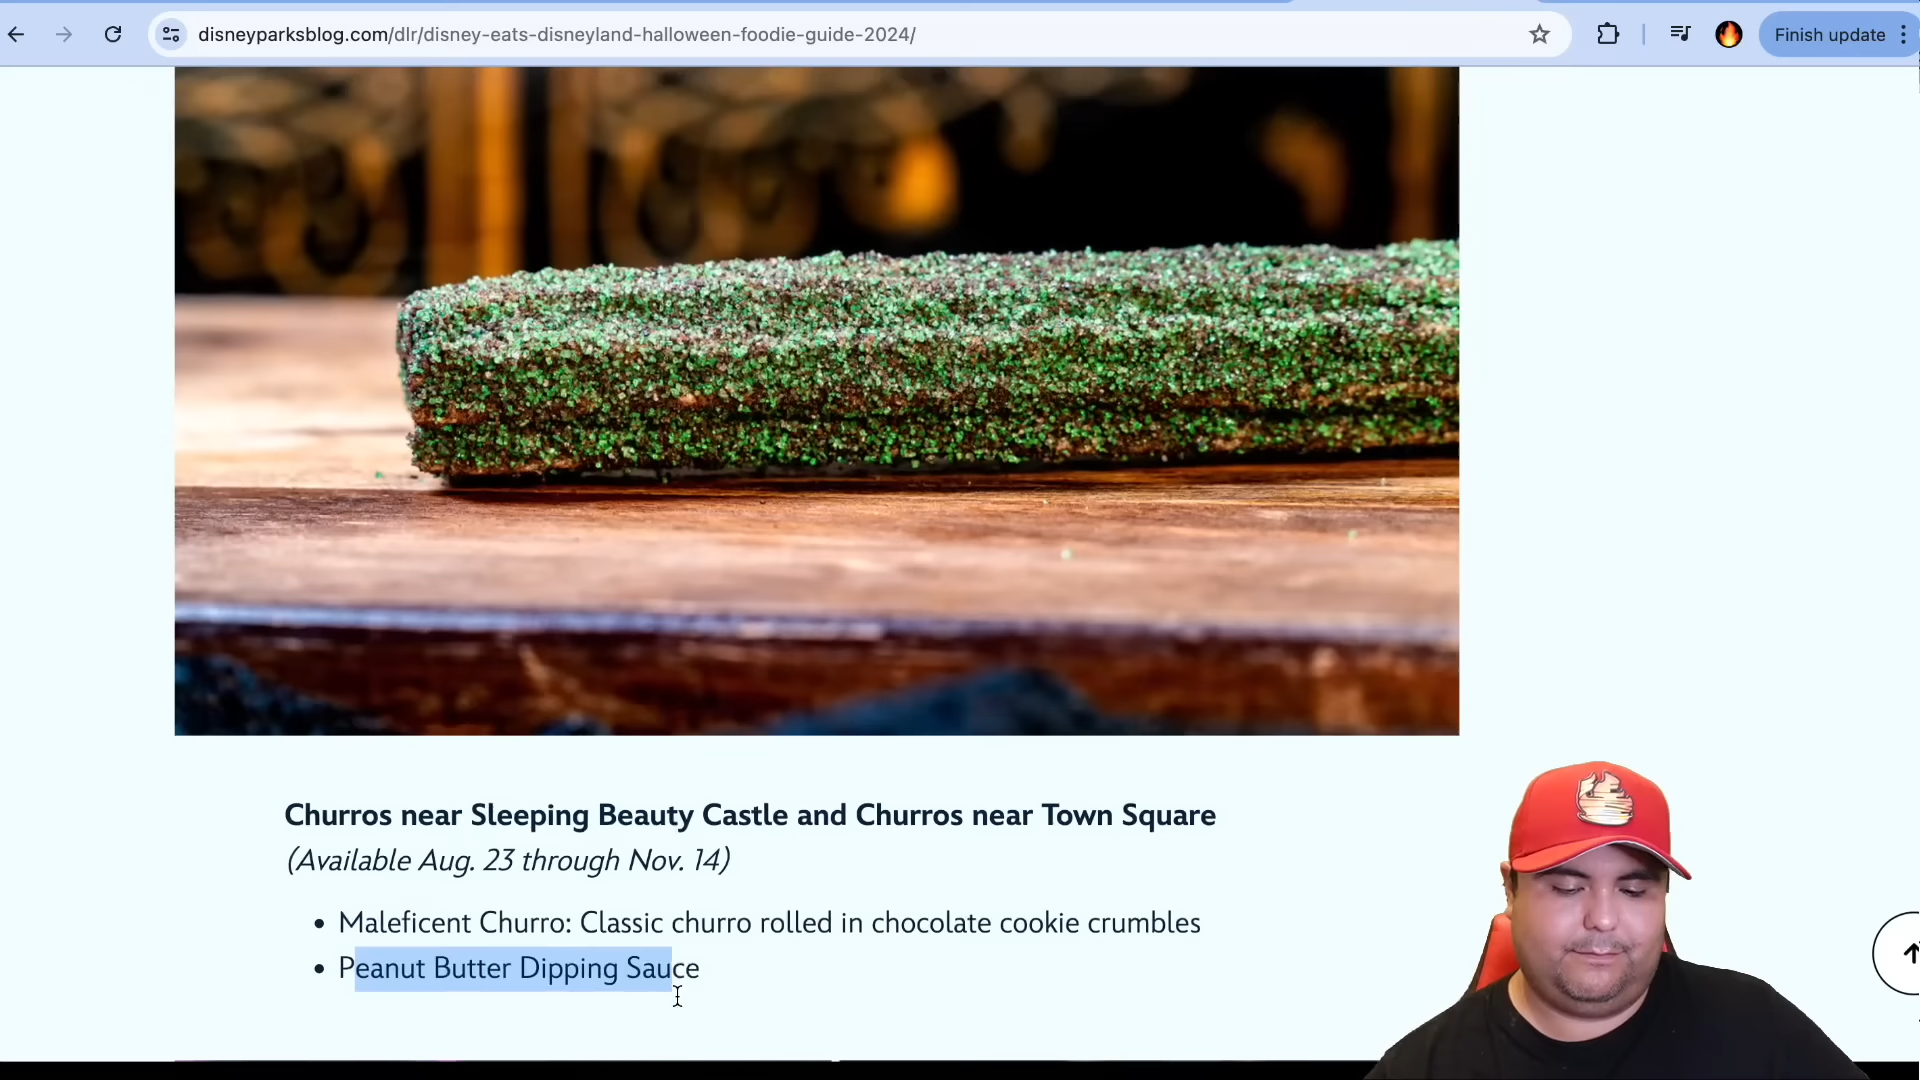 disneyparksblog.com/dlr/disney-eats-disneyland-halloween-foodie-guide-2024/
Finish update
Churros near Sleeping Beauty Castle and Churros near Town Square
(Available Aug. 23 through Nov. 14)
• Maleficent Churro: Classic churro rolled in chocolate cookie crumbles
• Peanut Butter Dipping Sauce